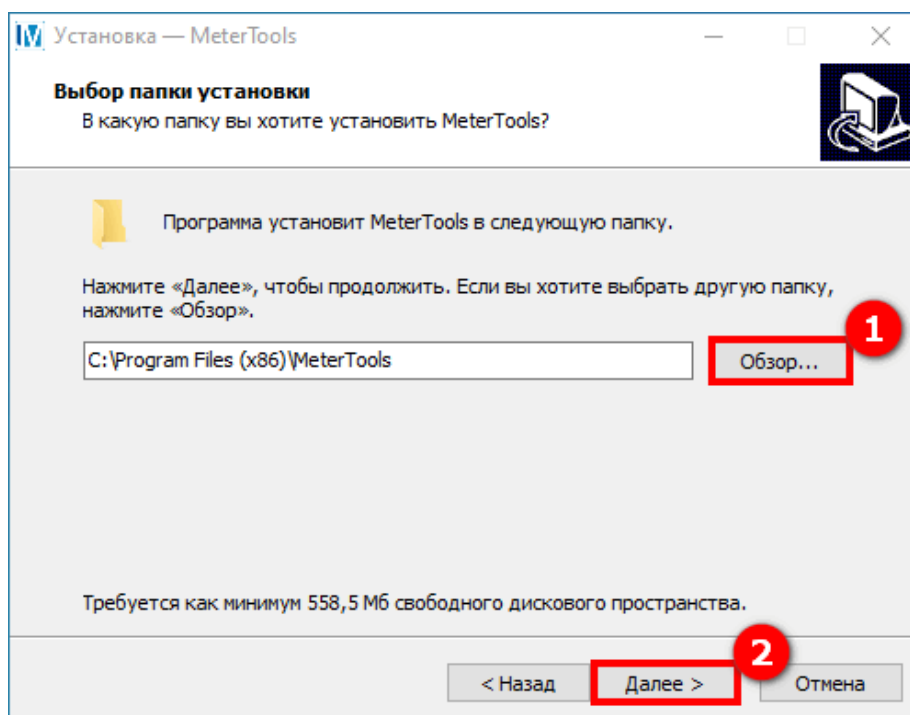 Установка — MeterTools
Выбор папки установки
В какую папку вы хотите установить MeterTools?
Программа установит MeterTools в следующую папку.
Нажмите «Далее», чтобы продолжить. Если вы хотите выбрать другую папку,
нажмите «Обзор».
1
C:\Program Files (x86)\MeterTools
Обзор...
Требуется как минимум 558,5 Мб свободного дискового пространства.
2
< Назад
Далее >
Отмена